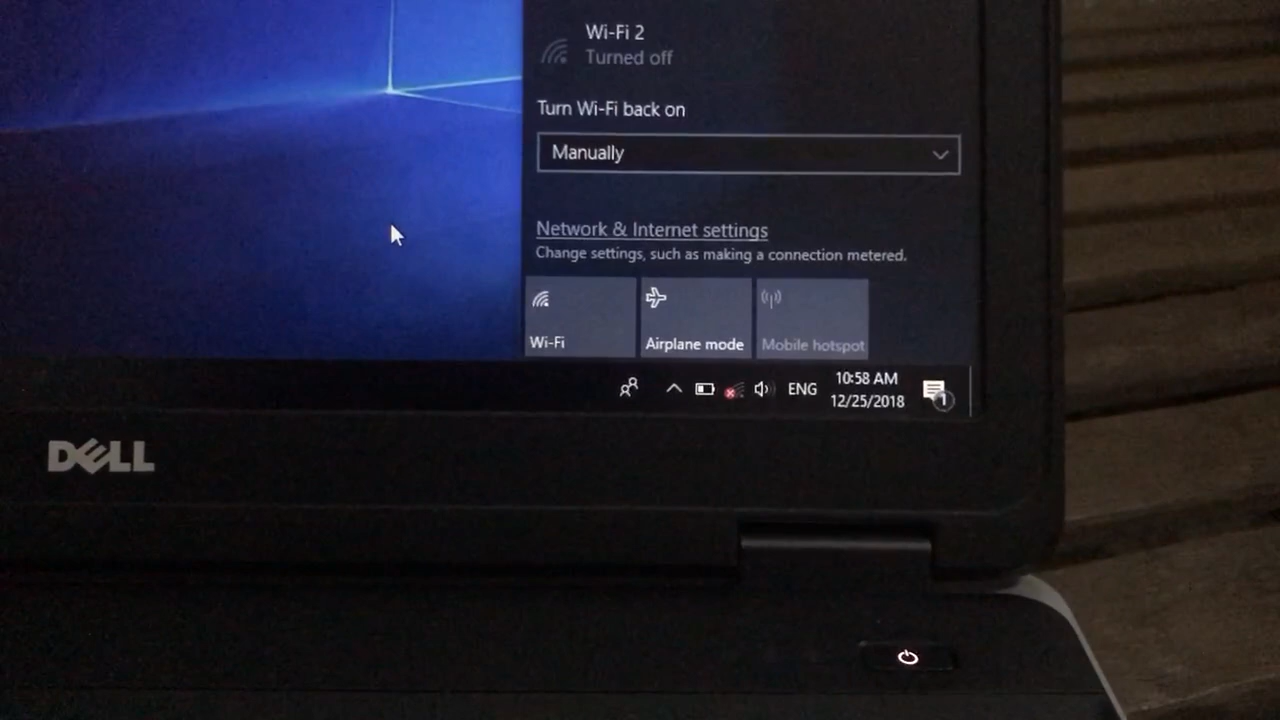 Wi-Fi 2
Turned off
Turn Wi-Fi back on
Manually
Network & Internet settings
Change settings, such as making a connection metered.
Wi-Fi
Airplane mode
Mobile hotspot
ENG
10:58 AM
12/25/2018
1
DELL